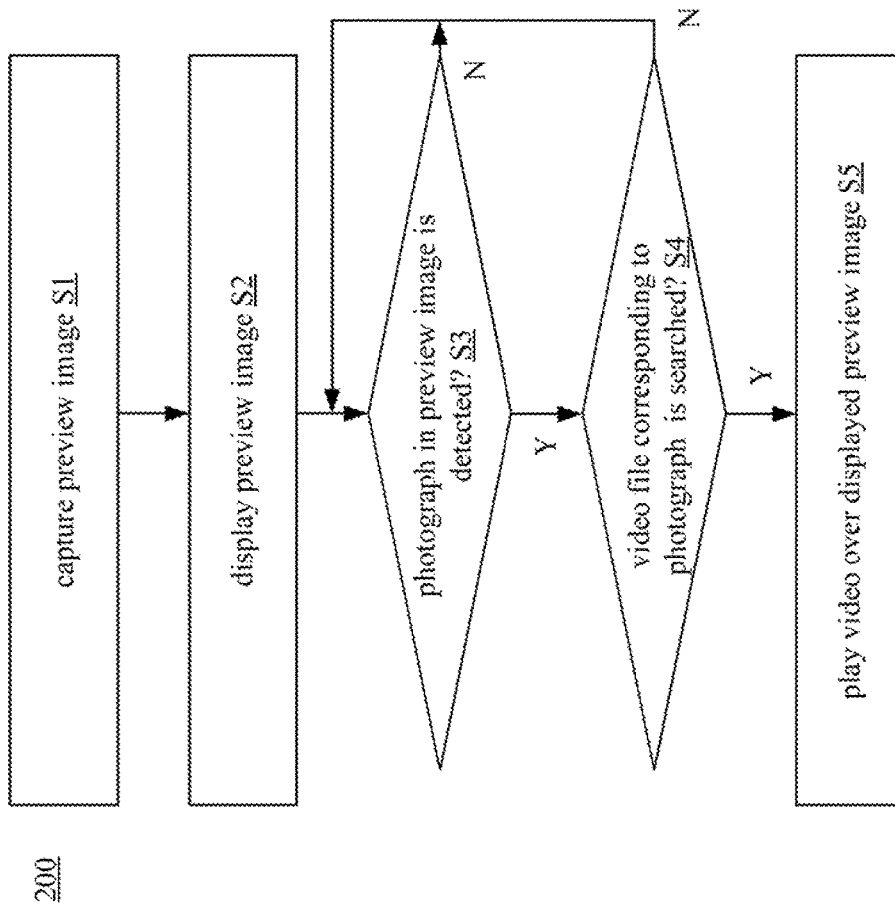 200
capture preview image S1
display preview image S2
photograph in preview image is
detected? S3
N
Y
video file corresponding to
photograph is searched? S4
N
Y
play video over displayed preview image S5